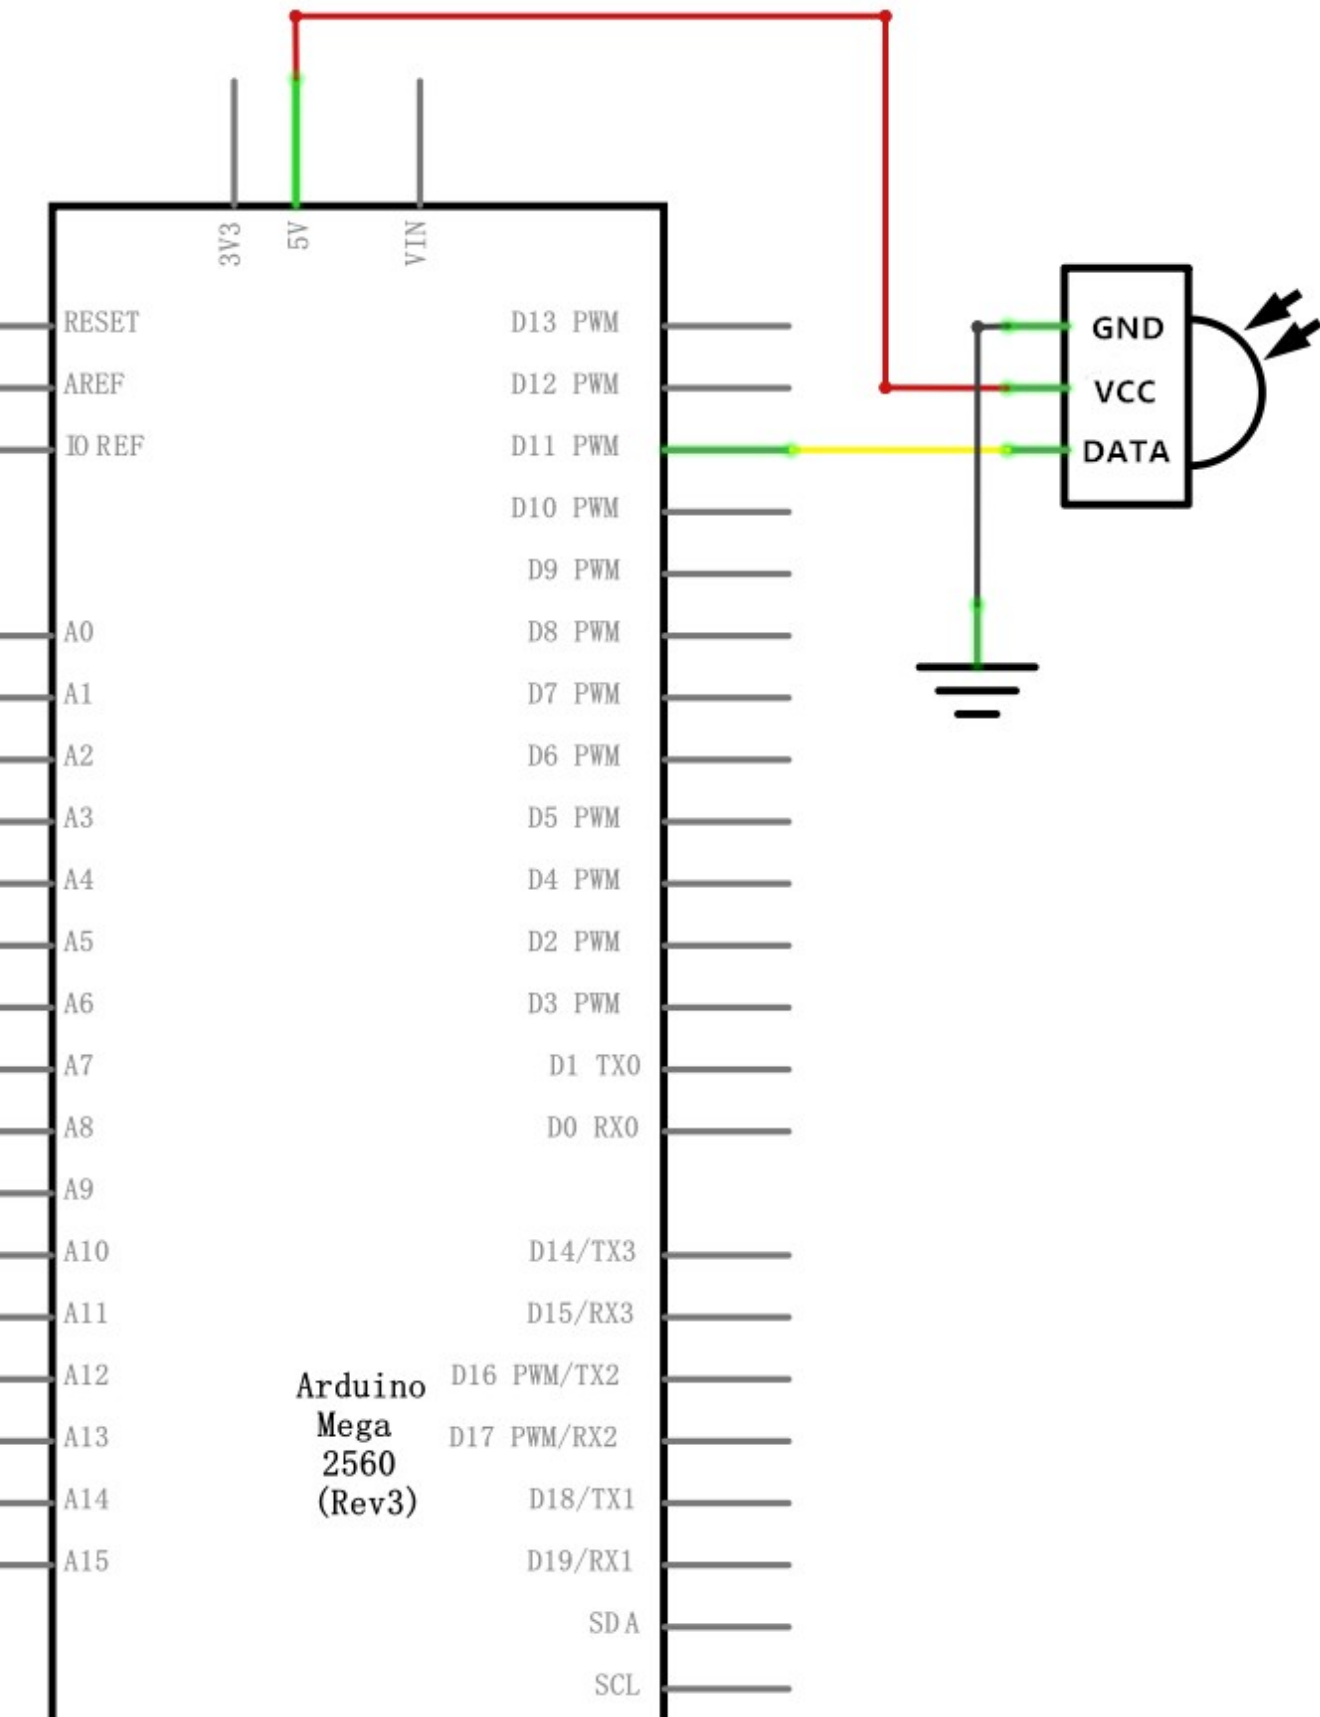 3V3
5V
VIN
RESET
D13 PWM
GND
AREF
D12 PWM
VCC
IO REF
D11 PWM
DATA
D10 PWM
D9 PWM
A0
D8 PWM
A1
D7 PWM
A2
D6 PWM
A3
D5 PWM
A4
D4 PWM
A5
D2 PWM
A6
D3 PWM
A7
D1 TX0
A8
D0 RX0
A9
A10
D14/TX3
A11
D15/RX3
A12
D16 PWM/TX2
A13
D17 PWM/RX2
A14
D18/TX1
A15
D19/RX1
Arduino
Mega
2560
(Rev3)
SDA
SCL